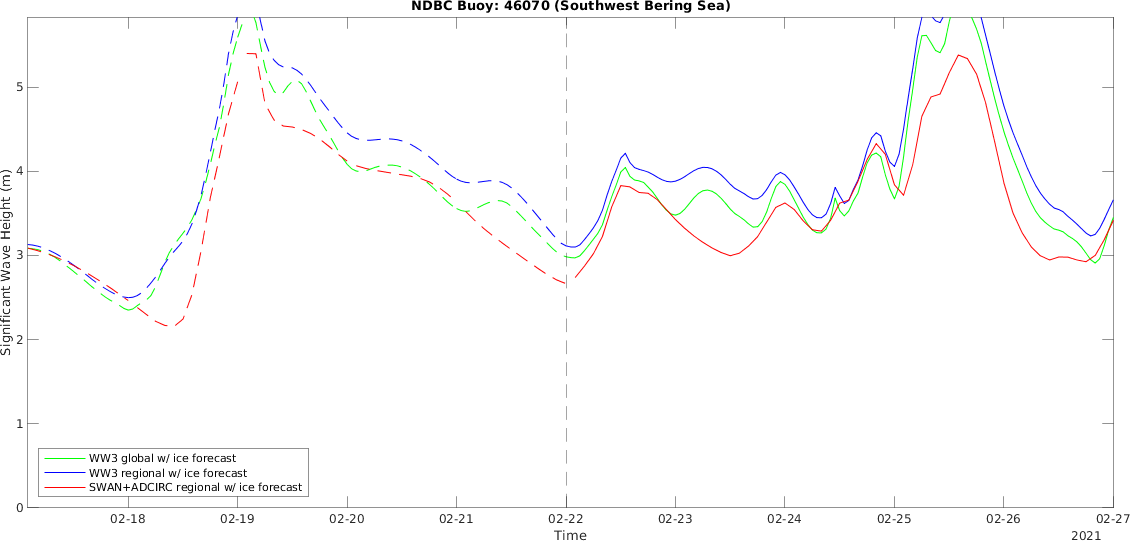 NDBC Buoy: 46070 (Southwest Bering Sea)
Significant Wave Height (m)
5
4
3
2
1
0
WW3 global w/ ice forecast
WW3 regional w/ ice forecast
SWAN+ADCIRC regional w/ ice forecast
02-18 02-19 02-20 02-21 02-22 02-23 02-24 02-25 02-26 02-27
Time
2021